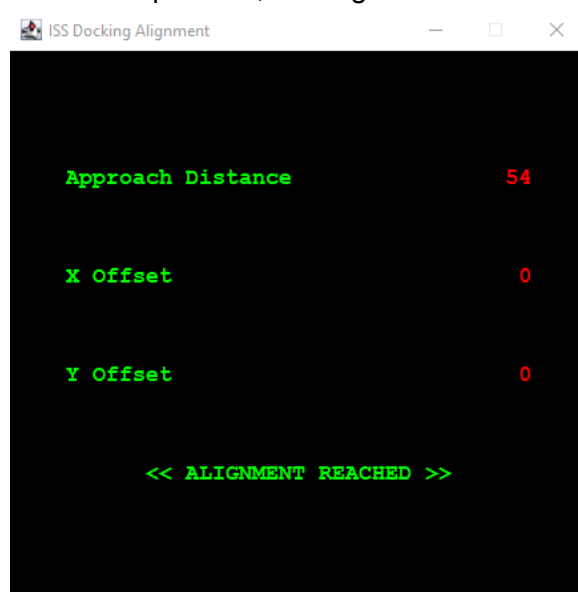 ISS Docking Alignment
Approach Distance 54
X Offset 0
Y Offset 0
<< ALIGNMENT REACHED >>